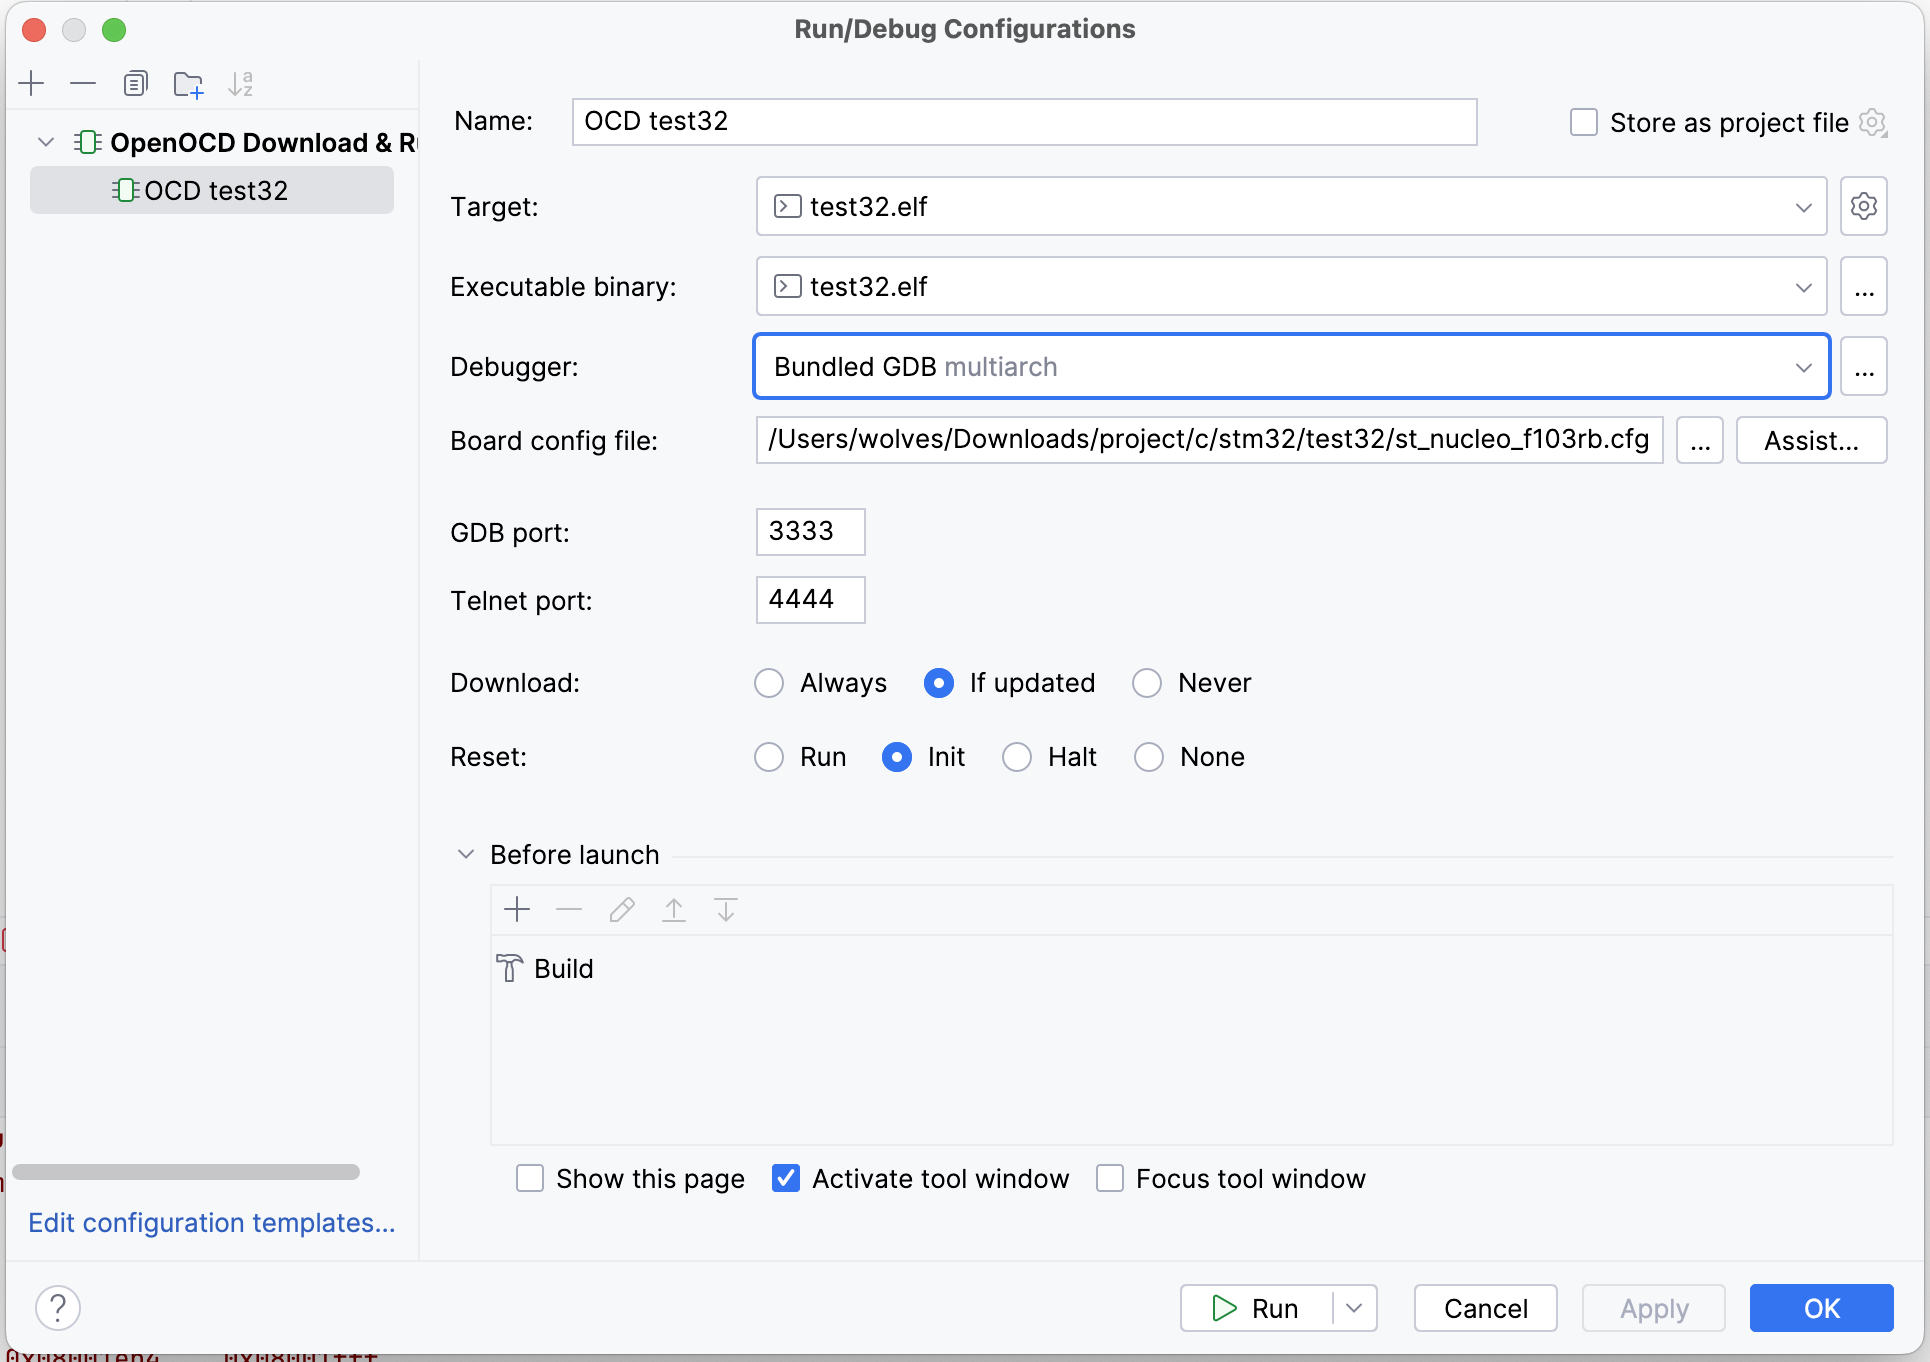 Run/Debug Configurations
OpenOCD Download & R
OCD test32
Edit configuration templates...
Name: OCD test32 Store as project file
Target: test32.elf
Executable binary: test32.elf ...
Debugger: Bundled GDB multiarch ...
Board config file: /Users/wolves/Downloads/project/c/stm32/test32/st_nucleo_f103rb.cfg ... Assist...
GDB port: 3333
Telnet port: 4444
Download: Always If updated Never
Reset: Run Init Halt None
Before launch
Build
Show this page Activate tool window Focus tool window
? Run Cancel Apply OK